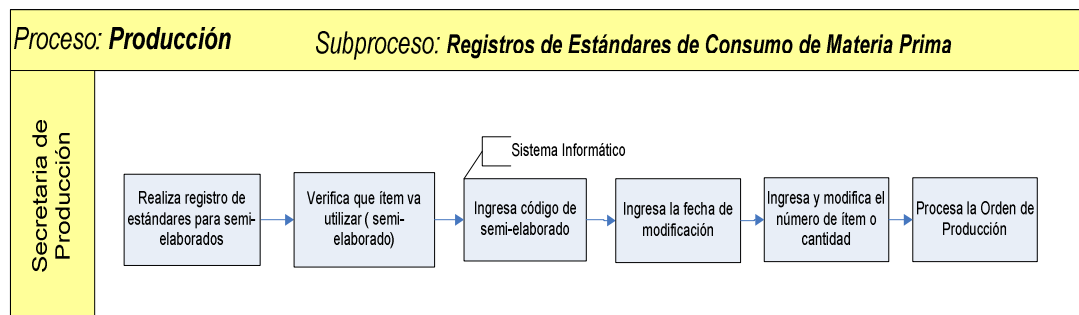 Proceso: Producción
Subproceso: Registros de Estándares de Consumo de Materia Prima
Secretaria de
Producción
Sistema Informático
Realiza registro de
estándares para semi-
elaborados
Verifica que ítem va
utilizar ( semi-
elaborado)
Ingresa código de
semi-elaborado
Ingresa la fecha de
modificación
Ingresa y modifica el
número de ítem o
cantidad
Procesa la Orden de
Producción